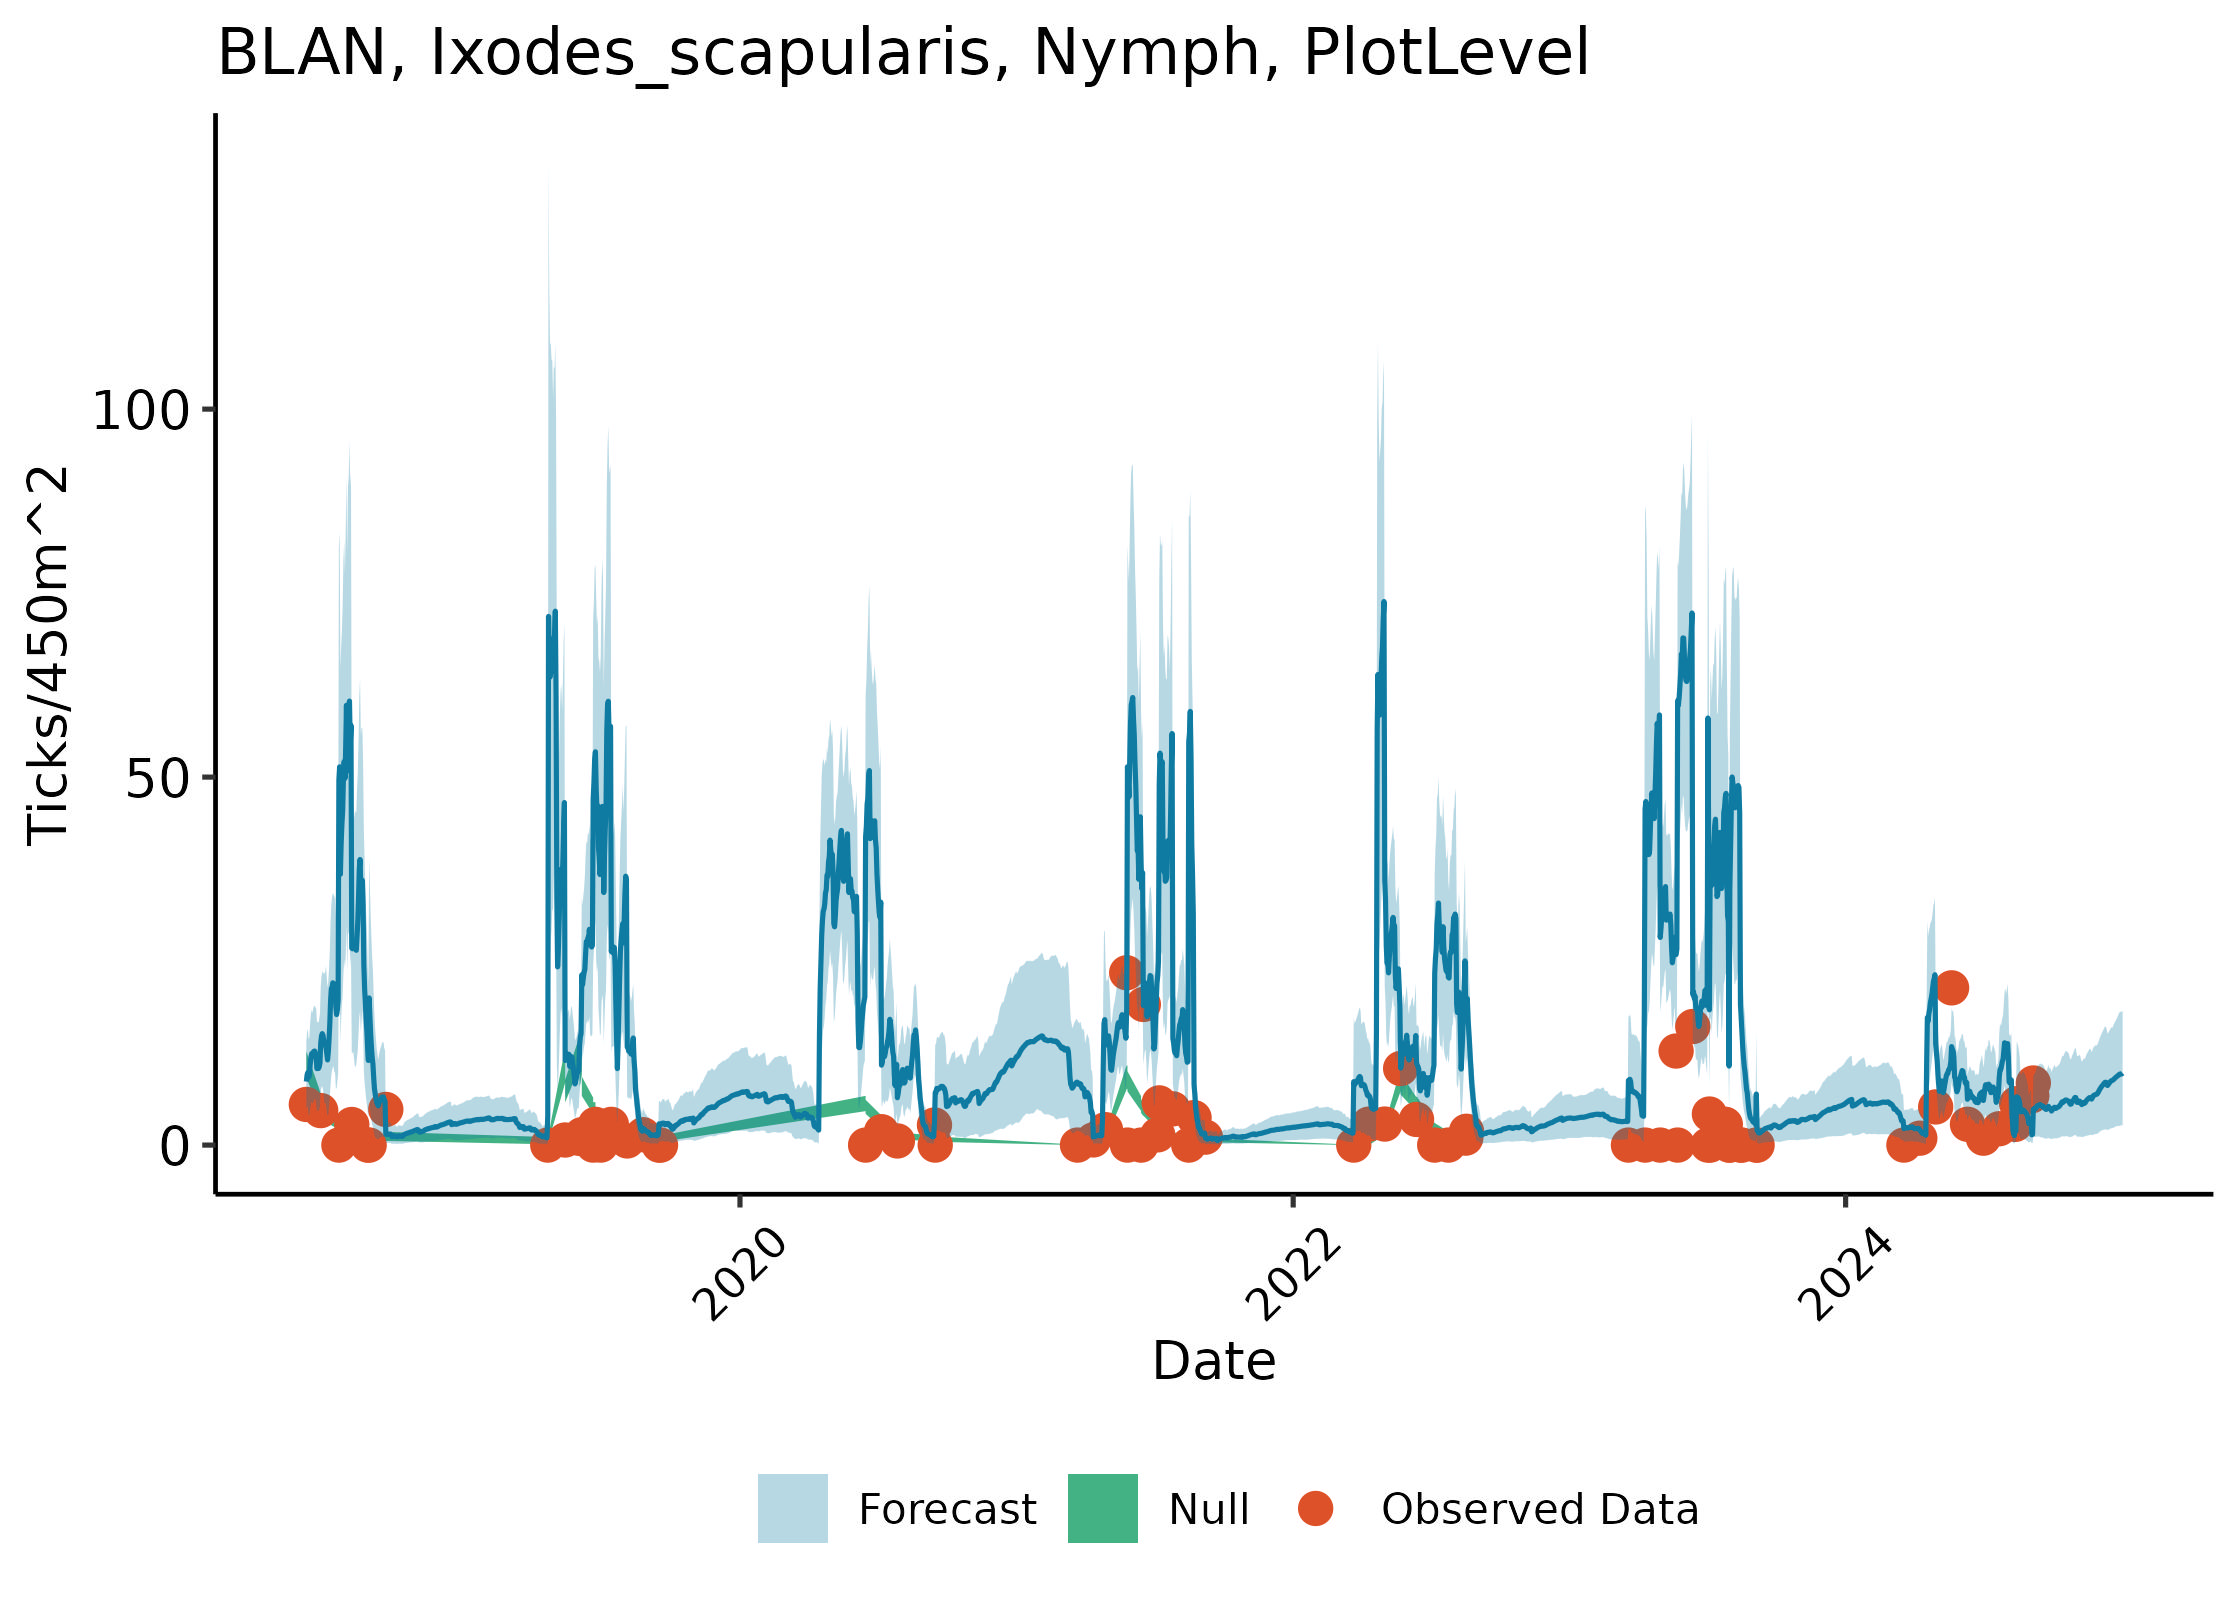 BLAN, Ixodes_scapularis, Nymph, PlotLevel
Ticks/450m^2
100
50
0
2020
2022
2024
Date
Forecast
Null
Observed Data